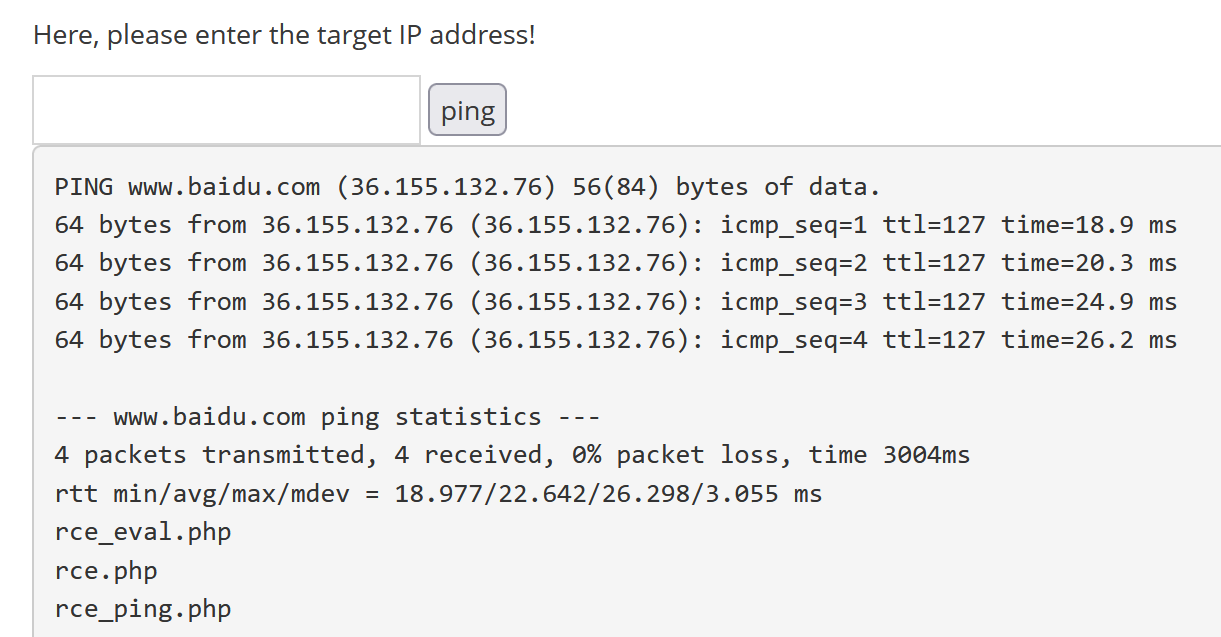 Here, please enter the target IP address!
ping
PING www.baidu.com (36.155.132.76) 56(84) bytes of data.
64 bytes from 36.155.132.76 (36.155.132.76): icmp_seq=1 ttl=127 time=18.9 ms
64 bytes from 36.155.132.76 (36.155.132.76): icmp_seq=2 ttl=127 time=20.3 ms
64 bytes from 36.155.132.76 (36.155.132.76): icmp_seq=3 ttl=127 time=24.9 ms
64 bytes from 36.155.132.76 (36.155.132.76): icmp_seq=4 ttl=127 time=26.2 ms
--- www.baidu.com ping statistics ---
4 packets transmitted, 4 received, 0% packet loss, time 3004ms
rtt min/avg/max/mdev = 18.977/22.642/26.298/3.055 ms
rce_eval.php
rce.php
rce_ping.php